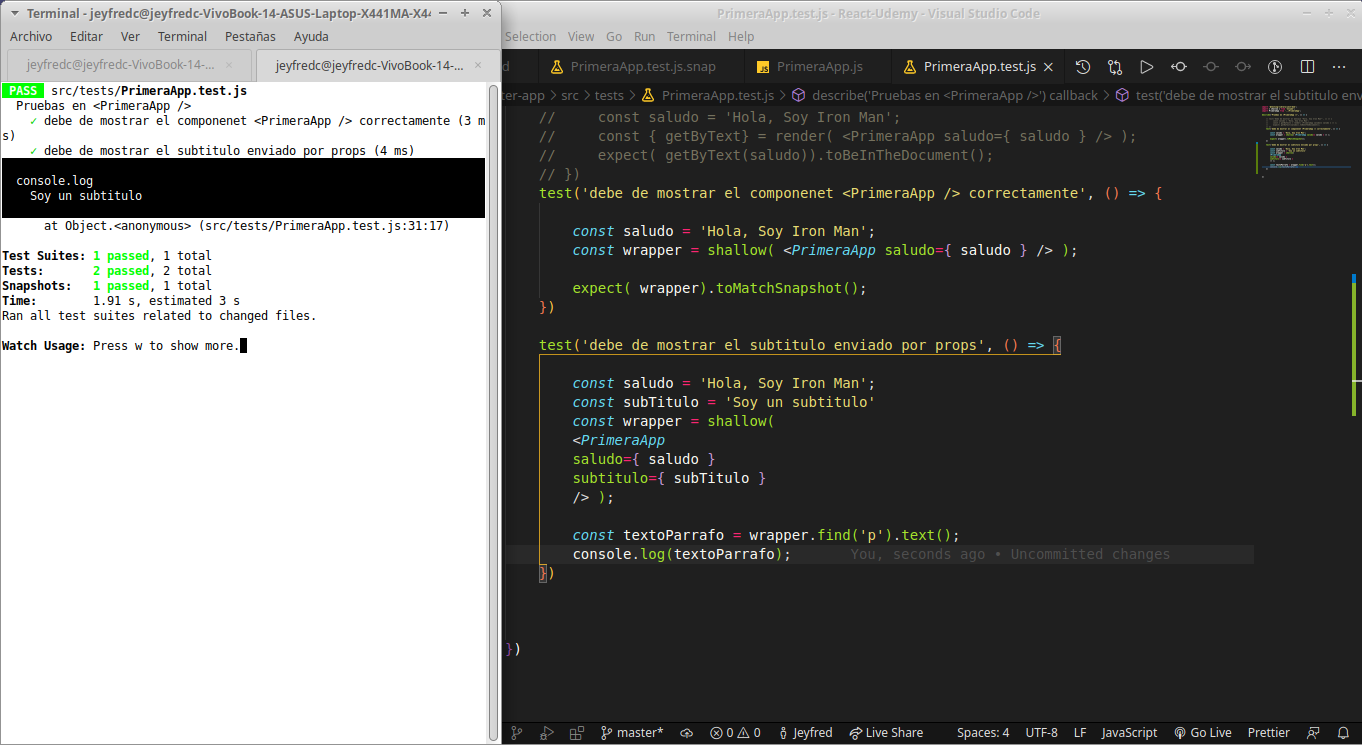 Terminal - jeyfredc@jeyfredc-VivoBook-14-ASUS-Laptop-X441MA-X44
Archivo Editar Ver Terminal Pestañas Ayuda
jeyfredc@jeyfredc-VivoBook-14-... × jeyfredc@jeyfredc-VivoBook-14-... ×
PASS src/tests/PrimeraApp.test.js
Pruebas en <PrimeraApp />
✓ debe de mostrar el componenet <PrimeraApp /> correctamente (3 m
s)
✓ debe de mostrar el subtitulo enviado por props (4 ms)
console.log
Soy un subtitulo
at Object.<anonymous> (src/tests/PrimeraApp.test.js:31:17)
Test Suites: 1 passed, 1 total
Tests: 2 passed, 2 total
Snapshots: 1 passed, 1 total
Time: 1.91 s, estimated 3 s
Ran all test suites related to changed files.
Watch Usage: Press w to show more.
PrimeraApp.test.js - React-Udemy - Visual Studio Code
Selection View Go Run Terminal Help
d PrimeraApp.test.js.snap PrimeraApp.js PrimeraApp.test.js ×
ter-app > src > tests > PrimeraApp.test.js > describe('Pruebas en <PrimeraApp />') callback > test('debe de mostrar el subtitulo env
//     const saludo = 'Hola, Soy Iron Man';
//     const { getByText} = render( <PrimeraApp saludo={ saludo } /> );
//     expect( getByText(saludo)).toBeInTheDocument();
// })
test('debe de mostrar el componenet <PrimeraApp /> correctamente', () => {
const saludo = 'Hola, Soy Iron Man';
const wrapper = shallow( <PrimeraApp saludo={ saludo } /> );
expect( wrapper).toMatchSnapshot();
})
test('debe de mostrar el subtitulo enviado por props', () => {
const saludo = 'Hola, Soy Iron Man';
const subTitulo = 'Soy un subtitulo'
const wrapper = shallow(
<PrimeraApp
saludo={ saludo }
subtitulo={ subTitulo }
/> );
const textoParrafo = wrapper.find('p').text();
console.log(textoParrafo); You, seconds ago • Uncommitted changes
})
})
master* 0 0 Jeyfred Live Share Spaces: 4 UTF-8 LF JavaScript Go Live Prettier